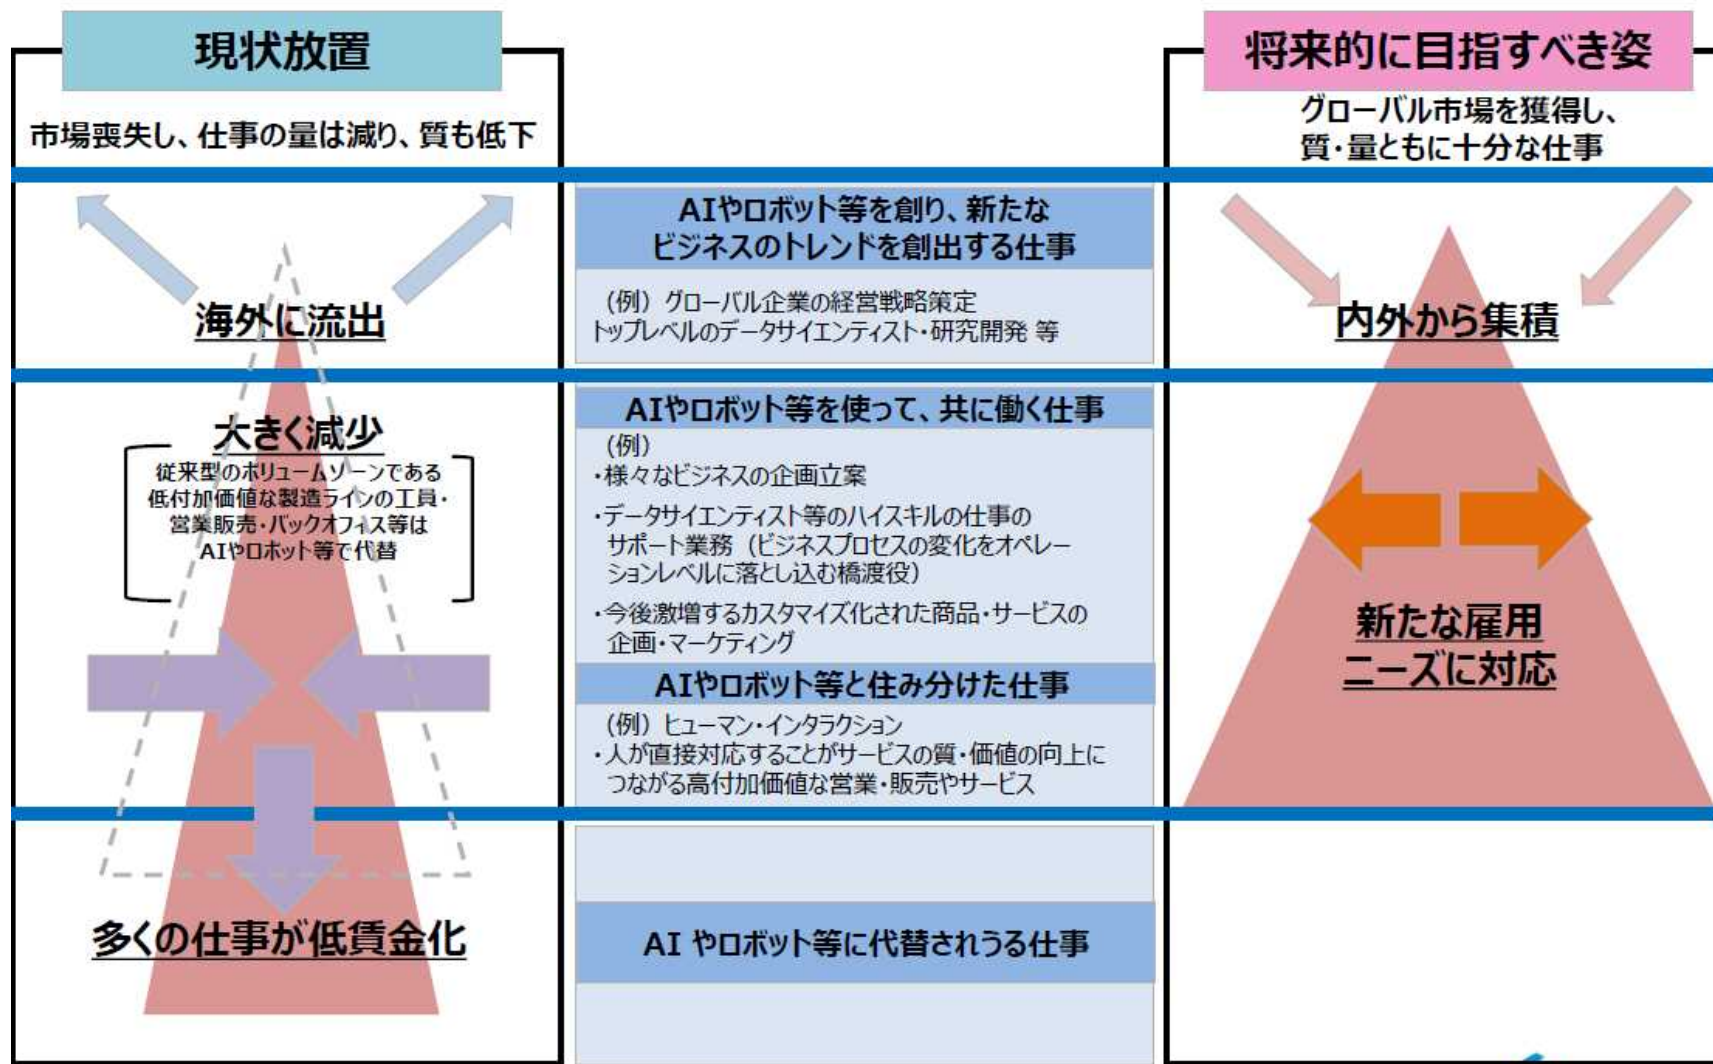 現状放置
市場喪失し、仕事の量は減り、質も低下
海外に流出
大きく減少
従来型のボリュームゾーンである
低付加価値な製造ラインの工員・
営業販売・バックオフィス等は
AIやロボット等で代替
多くの仕事が低賃金化
AIやロボット等を創り、新たな
ビジネスのトレンドを創出する仕事
（例）グローバル企業の経営戦略策定
トップレベルのデータサイエンティスト・研究開発 等
AIやロボット等を使って、共に働く仕事
（例）
・様々なビジネスの企画立案
・データサイエンティスト等のハイスキルの仕事の
サポート業務（ビジネスプロセスの変化をオペレー
ションレベルに落とし込む橋渡役）
・今後激増するカスタマイズ化された商品・サービスの
企画・マーケティング
AIやロボット等と住み分けた仕事
（例）ヒューマン・インタラクション
・人が直接対応することがサービスの質・価値の向上に
つながる高付加価値な営業・販売やサービス
AI やロボット等に代替されうる仕事
将来的に目指すべき姿
グローバル市場を獲得し、
質・量ともに十分な仕事
内外から集積
新たな雇用
ニーズに対応